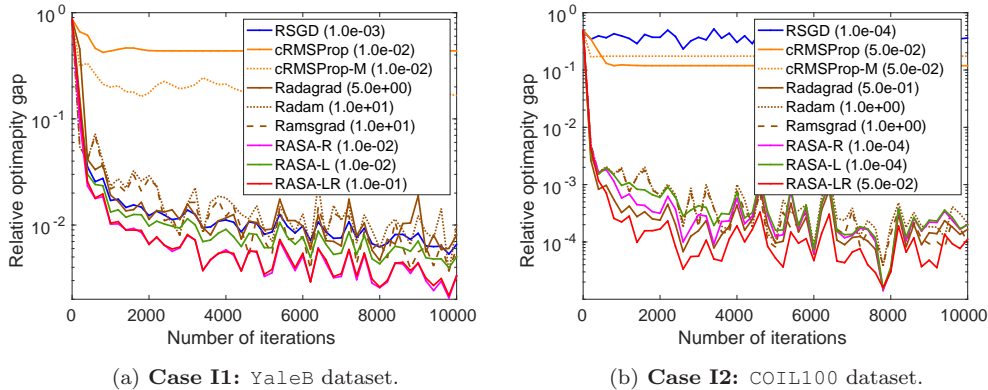 Relative optimapity gap
10^0
10^-1
10^-2
0
2000
4000
6000
8000
10000
Number of iterations
RSGD (1.0e-03)
cRMSProp (1.0e-02)
cRMSProp-M (1.0e-02)
Radagrad (5.0e+00)
Radam (1.0e+01)
Ramsgrad (1.0e+01)
RASA-R (1.0e-02)
RASA-L (1.0e-02)
RASA-LR (1.0e-01)
(a) Case I1: YaleB dataset.
Relative optimapity gap
10^0
10^-1
10^-2
10^-3
10^-4
0
2000
4000
6000
8000
10000
Number of iterations
RSGD (1.0e-04)
cRMSProp (5.0e-02)
cRMSProp-M (5.0e-02)
Radagrad (5.0e-01)
Radam (1.0e+00)
Ramsgrad (1.0e+00)
RASA-R (1.0e-04)
RASA-L (1.0e-04)
RASA-LR (5.0e-02)
(b) Case I2: COIL100 dataset.